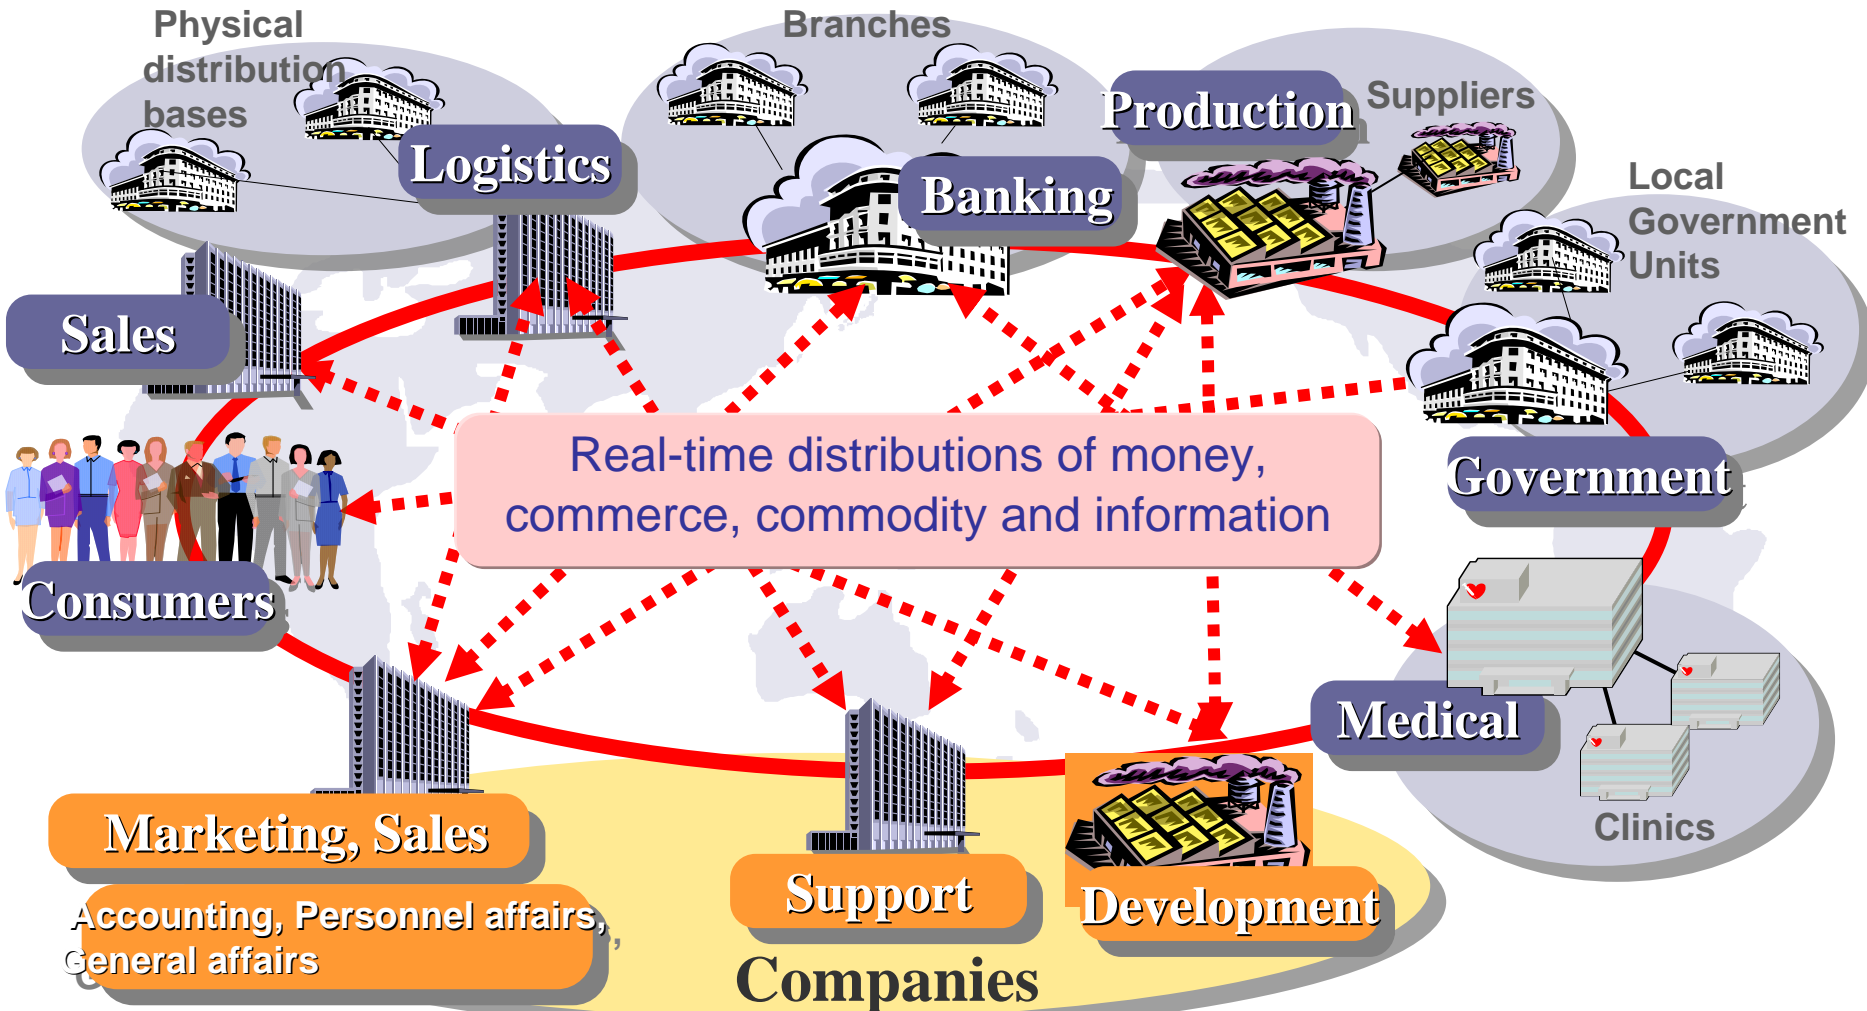 Physical
distribution
bases
Branches
Production
Suppliers
Logistics
Banking
Local
Government
Units
Sales
Real-time distributions of money,
commerce, commodity and information
Government
Consumers
Medical
Clinics
Marketing, Sales
Support
Development
Accounting, Personnel affairs,
General affairs
Companies